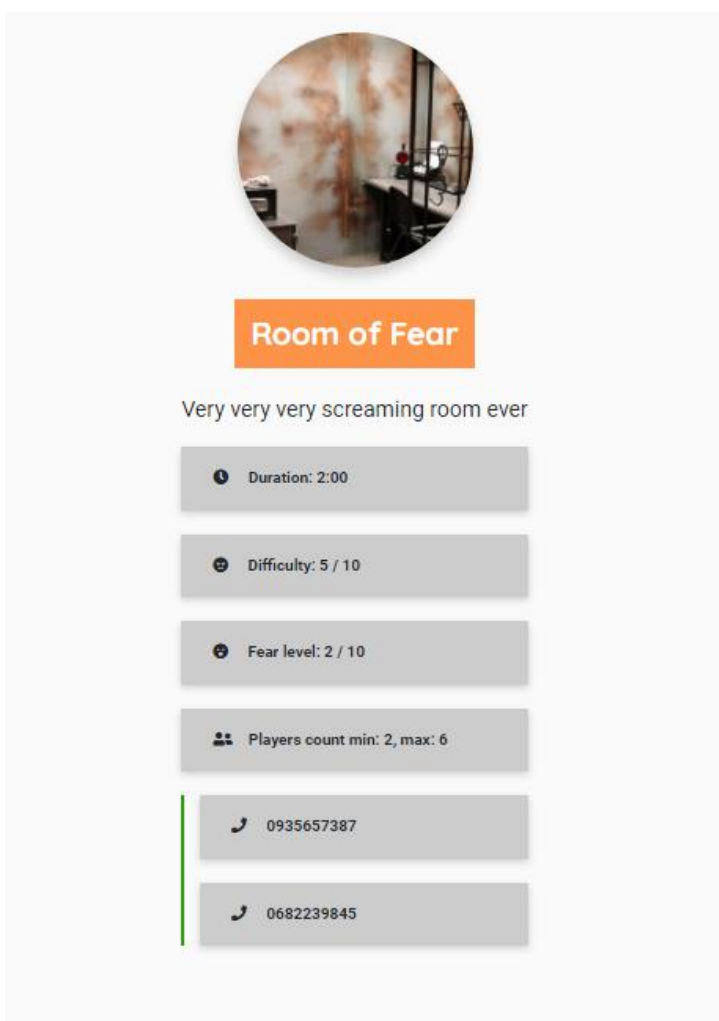 Room of Fear
Very very very screaming room ever
Duration: 2:00
Difficulty: 5 / 10
Fear level: 2 / 10
Players count min: 2, max: 6
0935657387
0682239845